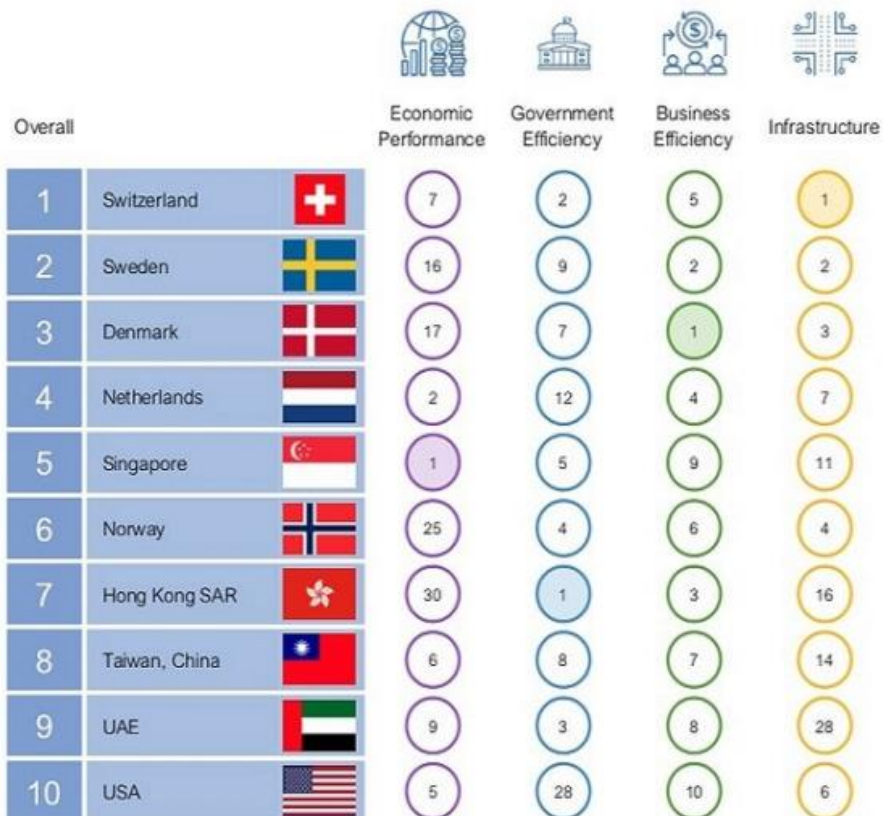 Overall
Economic Performance
Government Efficiency
Business Efficiency
Infrastructure
1 Switzerland 7 2 5 1
2 Sweden 16 9 2 2
3 Denmark 17 7 1 3
4 Netherlands 2 12 4 7
5 Singapore 1 5 9 11
6 Norway 25 4 6 4
7 Hong Kong SAR 30 1 3 16
8 Taiwan, China 6 8 7 14
9 UAE 9 3 8 28
10 USA 5 28 10 6